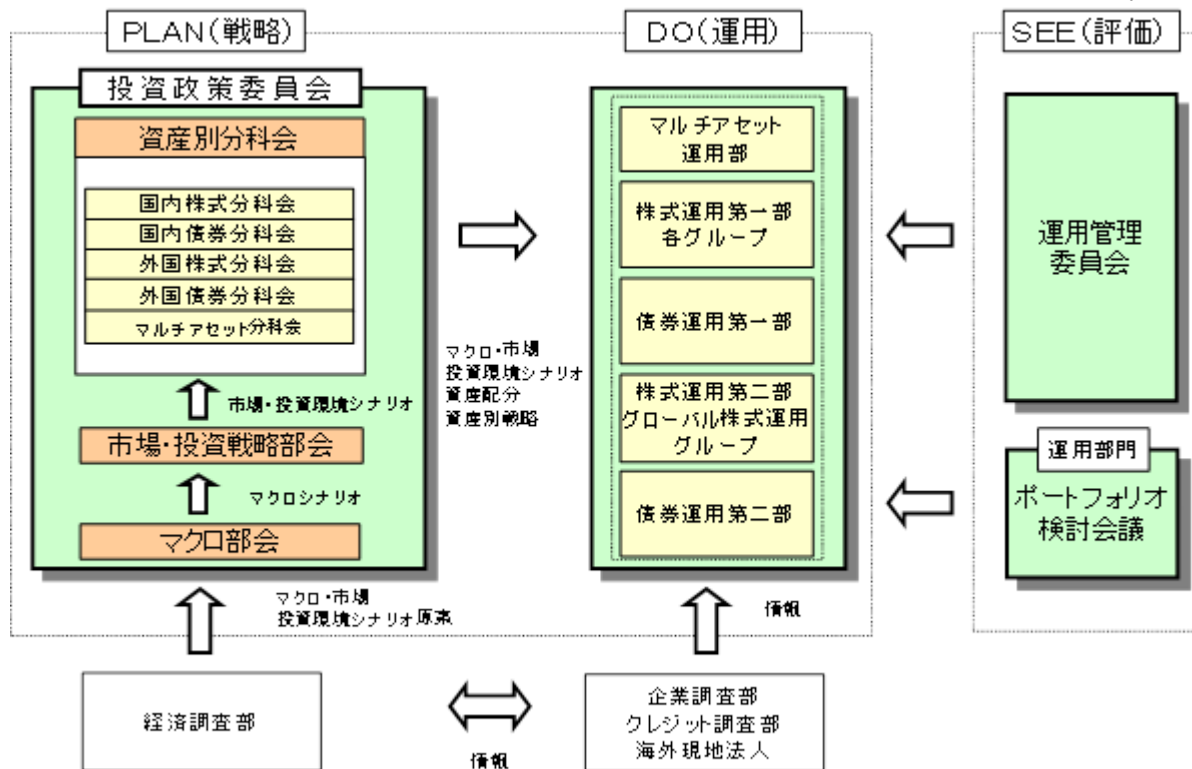 PLAN(戦略)
投資政策委員会
資産別分科会
国内株式分科会
国内債券分科会
外国株式分科会
外国債券分科会
マルチアセット分科会
市場・投資環境シナリオ
市場・投資戦略部会
マクロシナリオ
マクロ部会
マクロ・市場
投資環境シナリオ原案
経済調査部
マクロ・市場
投資環境シナリオ
資産配分
資産別戦略
情報
DO(運用)
マルチアセット
運用部
株式運用第一部
各グループ
債券運用第一部
株式運用第二部
グローバル株式運用
グループ
債券運用第二部
情報
企業調査部
クレジット調査部
海外現地法人
SEE(評価)
運用管理
委員会
運用部門
ポートフォリオ
検討会議